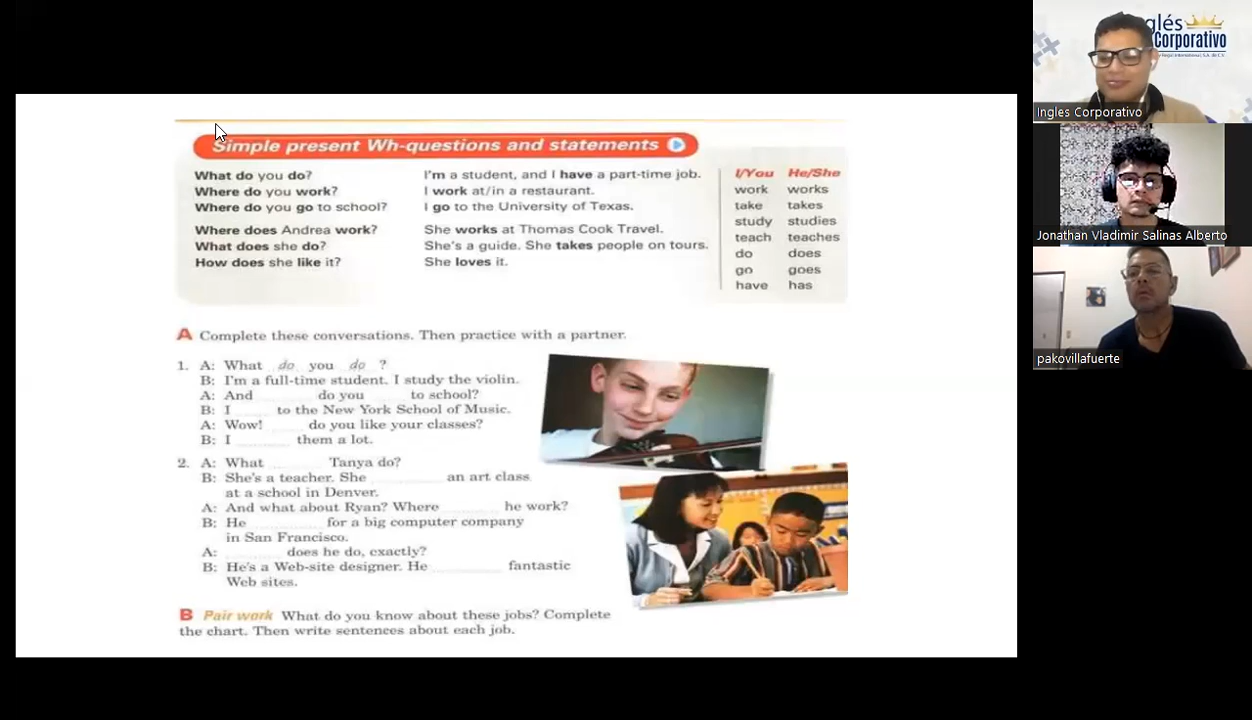 Simple present Wh-questions and statements
What do you do? I'm a student, and I have a part-time job.
Where do you work? I work at/in a restaurant.
Where do you go to school? I go to the University of Texas.
Where does Andrea work? She works at Thomas Cook Travel.
What does she do? She's a guide. She takes people on tours.
How does she like it? She loves it.
I/You He/She
work works
take takes
study studies
teach teaches
do does
go goes
have has
A Complete these conversations. Then practice with a partner.
1. A: What do you do ?
B: I'm a full-time student. I study the violin.
A: And ........ do you ........ to school?
B: I ........ to the New York School of Music.
A: Wow! ........ do you like your classes?
B: I ........ them a lot.
2. A: What ........ Tanya do?
B: She's a teacher. She ........ an art class
at a school in Denver.
A: And what about Ryan? Where ........ he work?
B: He ........ for a big computer company
in San Francisco.
A: ........ does he do, exactly?
B: He's a Web-site designer. He ........ fantastic
Web sites.
B Pair work What do you know about these jobs? Complete
the chart. Then write sentences about each job.
glés
Corporativo
Ingles Corporativo
Jonathan Vladimir Salinas Alberto
pakovillafuerte